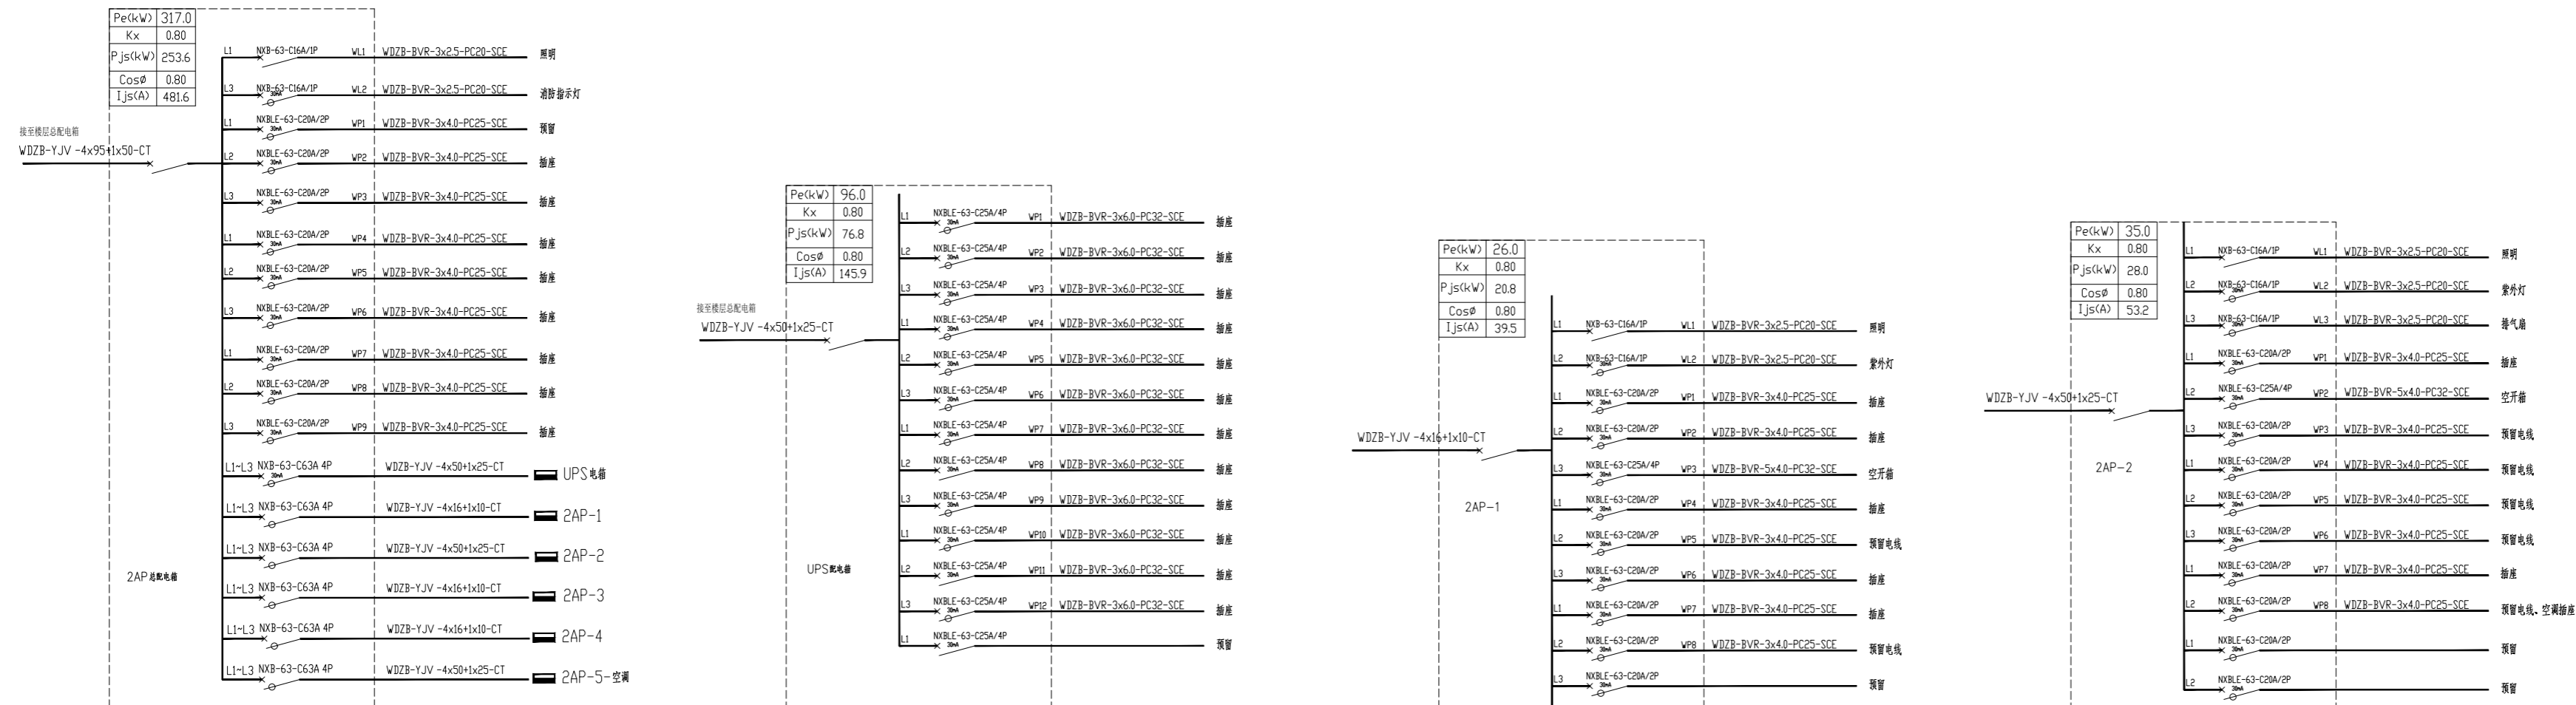 Pe(kW) 317.0
Kx 0.80
Pjs(kW) 253.6
CosØ 0.80
Ijs(A) 481.6
接至楼层总配电箱
WDZB-YJV -4x95+1x50-CT
2AP总配电箱
L1 NXB-63-C16A/1P WL1 WDZB-BVR-3x2.5-PC20-SCE 照明
L3 NXB-63-C16A/1P 30mA WL2 WDZB-BVR-3x2.5-PC20-SCE 消防指示灯
L1 NXBLE-63-C20A/2P 30mA WP1 WDZB-BVR-3x4.0-PC25-SCE 预留
L2 NXBLE-63-C20A/2P 30mA WP2 WDZB-BVR-3x4.0-PC25-SCE 插座
L3 NXBLE-63-C20A/2P 30mA WP3 WDZB-BVR-3x4.0-PC25-SCE 插座
L1 NXBLE-63-C20A/2P 30mA WP4 WDZB-BVR-3x4.0-PC25-SCE 插座
L2 NXBLE-63-C20A/2P 30mA WP5 WDZB-BVR-3x4.0-PC25-SCE 插座
L3 NXBLE-63-C20A/2P 30mA WP6 WDZB-BVR-3x4.0-PC25-SCE 插座
L1 NXBLE-63-C20A/2P 30mA WP7 WDZB-BVR-3x4.0-PC25-SCE 插座
L2 NXBLE-63-C20A/2P 30mA WP8 WDZB-BVR-3x4.0-PC25-SCE 插座
L3 NXBLE-63-C20A/2P 30mA WP9 WDZB-BVR-3x4.0-PC25-SCE 插座
L1~L3 NXB-63-C63A 4P 30mA WDZB-YJV -4x50+1x25-CT UPS电箱
L1~L3 NXB-63-C63A 4P WDZB-YJV -4x16+1x10-CT 2AP-1
L1~L3 NXB-63-C63A 4P WDZB-YJV -4x50+1x25-CT 2AP-2
L1~L3 NXB-63-C63A 4P WDZB-YJV -4x16+1x10-CT 2AP-3
L1~L3 NXB-63-C63A 4P WDZB-YJV -4x16+1x10-CT 2AP-4
L1~L3 NXB-63-C63A 4P WDZB-YJV -4x50+1x25-CT 2AP-5-空调
Pe(kW) 96.0
Kx 0.80
Pjs(kW) 76.8
CosØ 0.80
Ijs(A) 145.9
接至楼层总配电箱
WDZB-YJV -4x50+1x25-CT
UPS配电箱
L1 NXBLE-63-C25A/4P 30mA WP1 WDZB-BVR-3x6.0-PC32-SCE 插座
L2 NXBLE-63-C25A/4P 30mA WP2 WDZB-BVR-3x6.0-PC32-SCE 插座
L3 NXBLE-63-C25A/4P 30mA WP3 WDZB-BVR-3x6.0-PC32-SCE 插座
L1 NXBLE-63-C25A/4P 30mA WP4 WDZB-BVR-3x6.0-PC32-SCE 插座
L2 NXBLE-63-C25A/4P 30mA WP5 WDZB-BVR-3x6.0-PC32-SCE 插座
L3 NXBLE-63-C25A/4P 30mA WP6 WDZB-BVR-3x6.0-PC32-SCE 插座
L1 NXBLE-63-C25A/4P 30mA WP7 WDZB-BVR-3x6.0-PC32-SCE 插座
L2 NXBLE-63-C25A/4P 30mA WP8 WDZB-BVR-3x6.0-PC32-SCE 插座
L3 NXBLE-63-C25A/4P 30mA WP9 WDZB-BVR-3x6.0-PC32-SCE 插座
L1 NXBLE-63-C25A/4P 30mA WP10 WDZB-BVR-3x6.0-PC32-SCE 插座
L2 NXBLE-63-C25A/4P 30mA WP11 WDZB-BVR-3x6.0-PC32-SCE 插座
L3 NXBLE-63-C25A/4P 30mA WP12 WDZB-BVR-3x6.0-PC32-SCE 插座
L1 NXBLE-63-C25A/4P 30mA 预留
Pe(kW) 26.0
Kx 0.80
Pjs(kW) 20.8
CosØ 0.80
Ijs(A) 39.5
WDZB-YJV -4x16+1x10-CT
2AP-1
L1 NXB-63-C16A/1P WL1 WDZB-BVR-3x2.5-PC20-SCE 照明
L2 NXB-63-C16A/1P 30mA WL2 WDZB-BVR-3x2.5-PC20-SCE 紫外灯
L1 NXBLE-63-C20A/2P 30mA WP1 WDZB-BVR-3x4.0-PC25-SCE 插座
L2 NXBLE-63-C20A/2P 30mA WP2 WDZB-BVR-3x4.0-PC25-SCE 插座
L3 NXBLE-63-C25A/4P 30mA WP3 WDZB-BVR-5x4.0-PC32-SCE 空开箱
L1 NXBLE-63-C20A/2P 30mA WP4 WDZB-BVR-3x4.0-PC25-SCE 插座
L2 NXBLE-63-C20A/2P 30mA WP5 WDZB-BVR-3x4.0-PC25-SCE 预留电线
L3 NXBLE-63-C20A/2P 30mA WP6 WDZB-BVR-3x4.0-PC25-SCE 插座
L1 NXBLE-63-C20A/2P 30mA WP7 WDZB-BVR-3x4.0-PC25-SCE 插座
L2 NXBLE-63-C20A/2P 30mA WP8 WDZB-BVR-3x4.0-PC25-SCE 预留电线
L3 NXBLE-63-C20A/2P 30mA 预留
Pe(kW) 35.0
Kx 0.80
Pjs(kW) 28.0
CosØ 0.80
Ijs(A) 53.2
WDZB-YJV -4x50+1x25-CT
2AP-2
L1 NXB-63-C16A/1P WL1 WDZB-BVR-3x2.5-PC20-SCE 照明
L2 NXB-63-C16A/1P 30mA WL2 WDZB-BVR-3x2.5-PC20-SCE 紫外灯
L3 NXB-63-C16A/1P 30mA WL3 WDZB-BVR-3x2.5-PC20-SCE 排气扇
L1 NXBLE-63-C20A/2P 30mA WP1 WDZB-BVR-3x4.0-PC25-SCE 插座
L2 NXBLE-63-C25A/4P 30mA WP2 WDZB-BVR-5x4.0-PC32-SCE 空开箱
L3 NXBLE-63-C20A/2P 30mA WP3 WDZB-BVR-3x4.0-PC25-SCE 预留电线
L1 NXBLE-63-C20A/2P 30mA WP4 WDZB-BVR-3x4.0-PC25-SCE 预留电线
L2 NXBLE-63-C20A/2P 30mA WP5 WDZB-BVR-3x4.0-PC25-SCE 预留电线
L3 NXBLE-63-C20A/2P 30mA WP6 WDZB-BVR-3x4.0-PC25-SCE 预留电线
L1 NXBLE-63-C20A/2P 30mA WP7 WDZB-BVR-3x4.0-PC25-SCE 插座
L2 NXBLE-63-C20A/2P 30mA WP8 WDZB-BVR-3x4.0-PC25-SCE 预留电线、空调插座
L1 NXBLE-63-C20A/2P 30mA 预留
L2 NXBLE-63-C20A/2P 30mA 预留